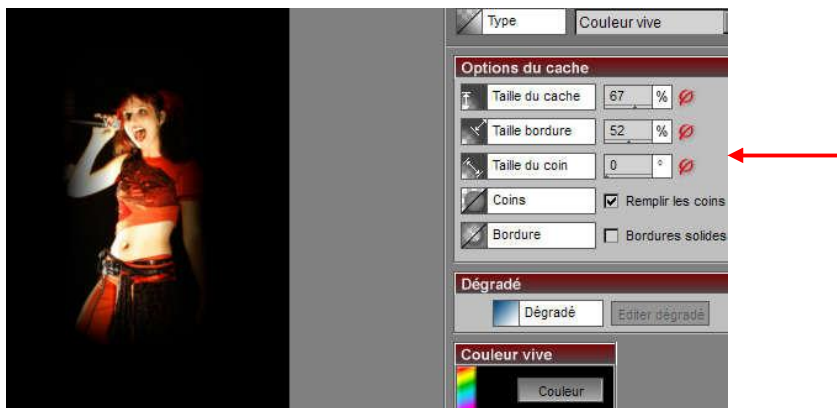 Type Couleur vive
Options du cache
Taille du cache 67 %
Taille bordure 52 %
Taille du coin 0 °
Coins Remplir les coins
Bordure Bordures solides
Dégradé
Dégradé Editer dégradé
Couleur vive
Couleur